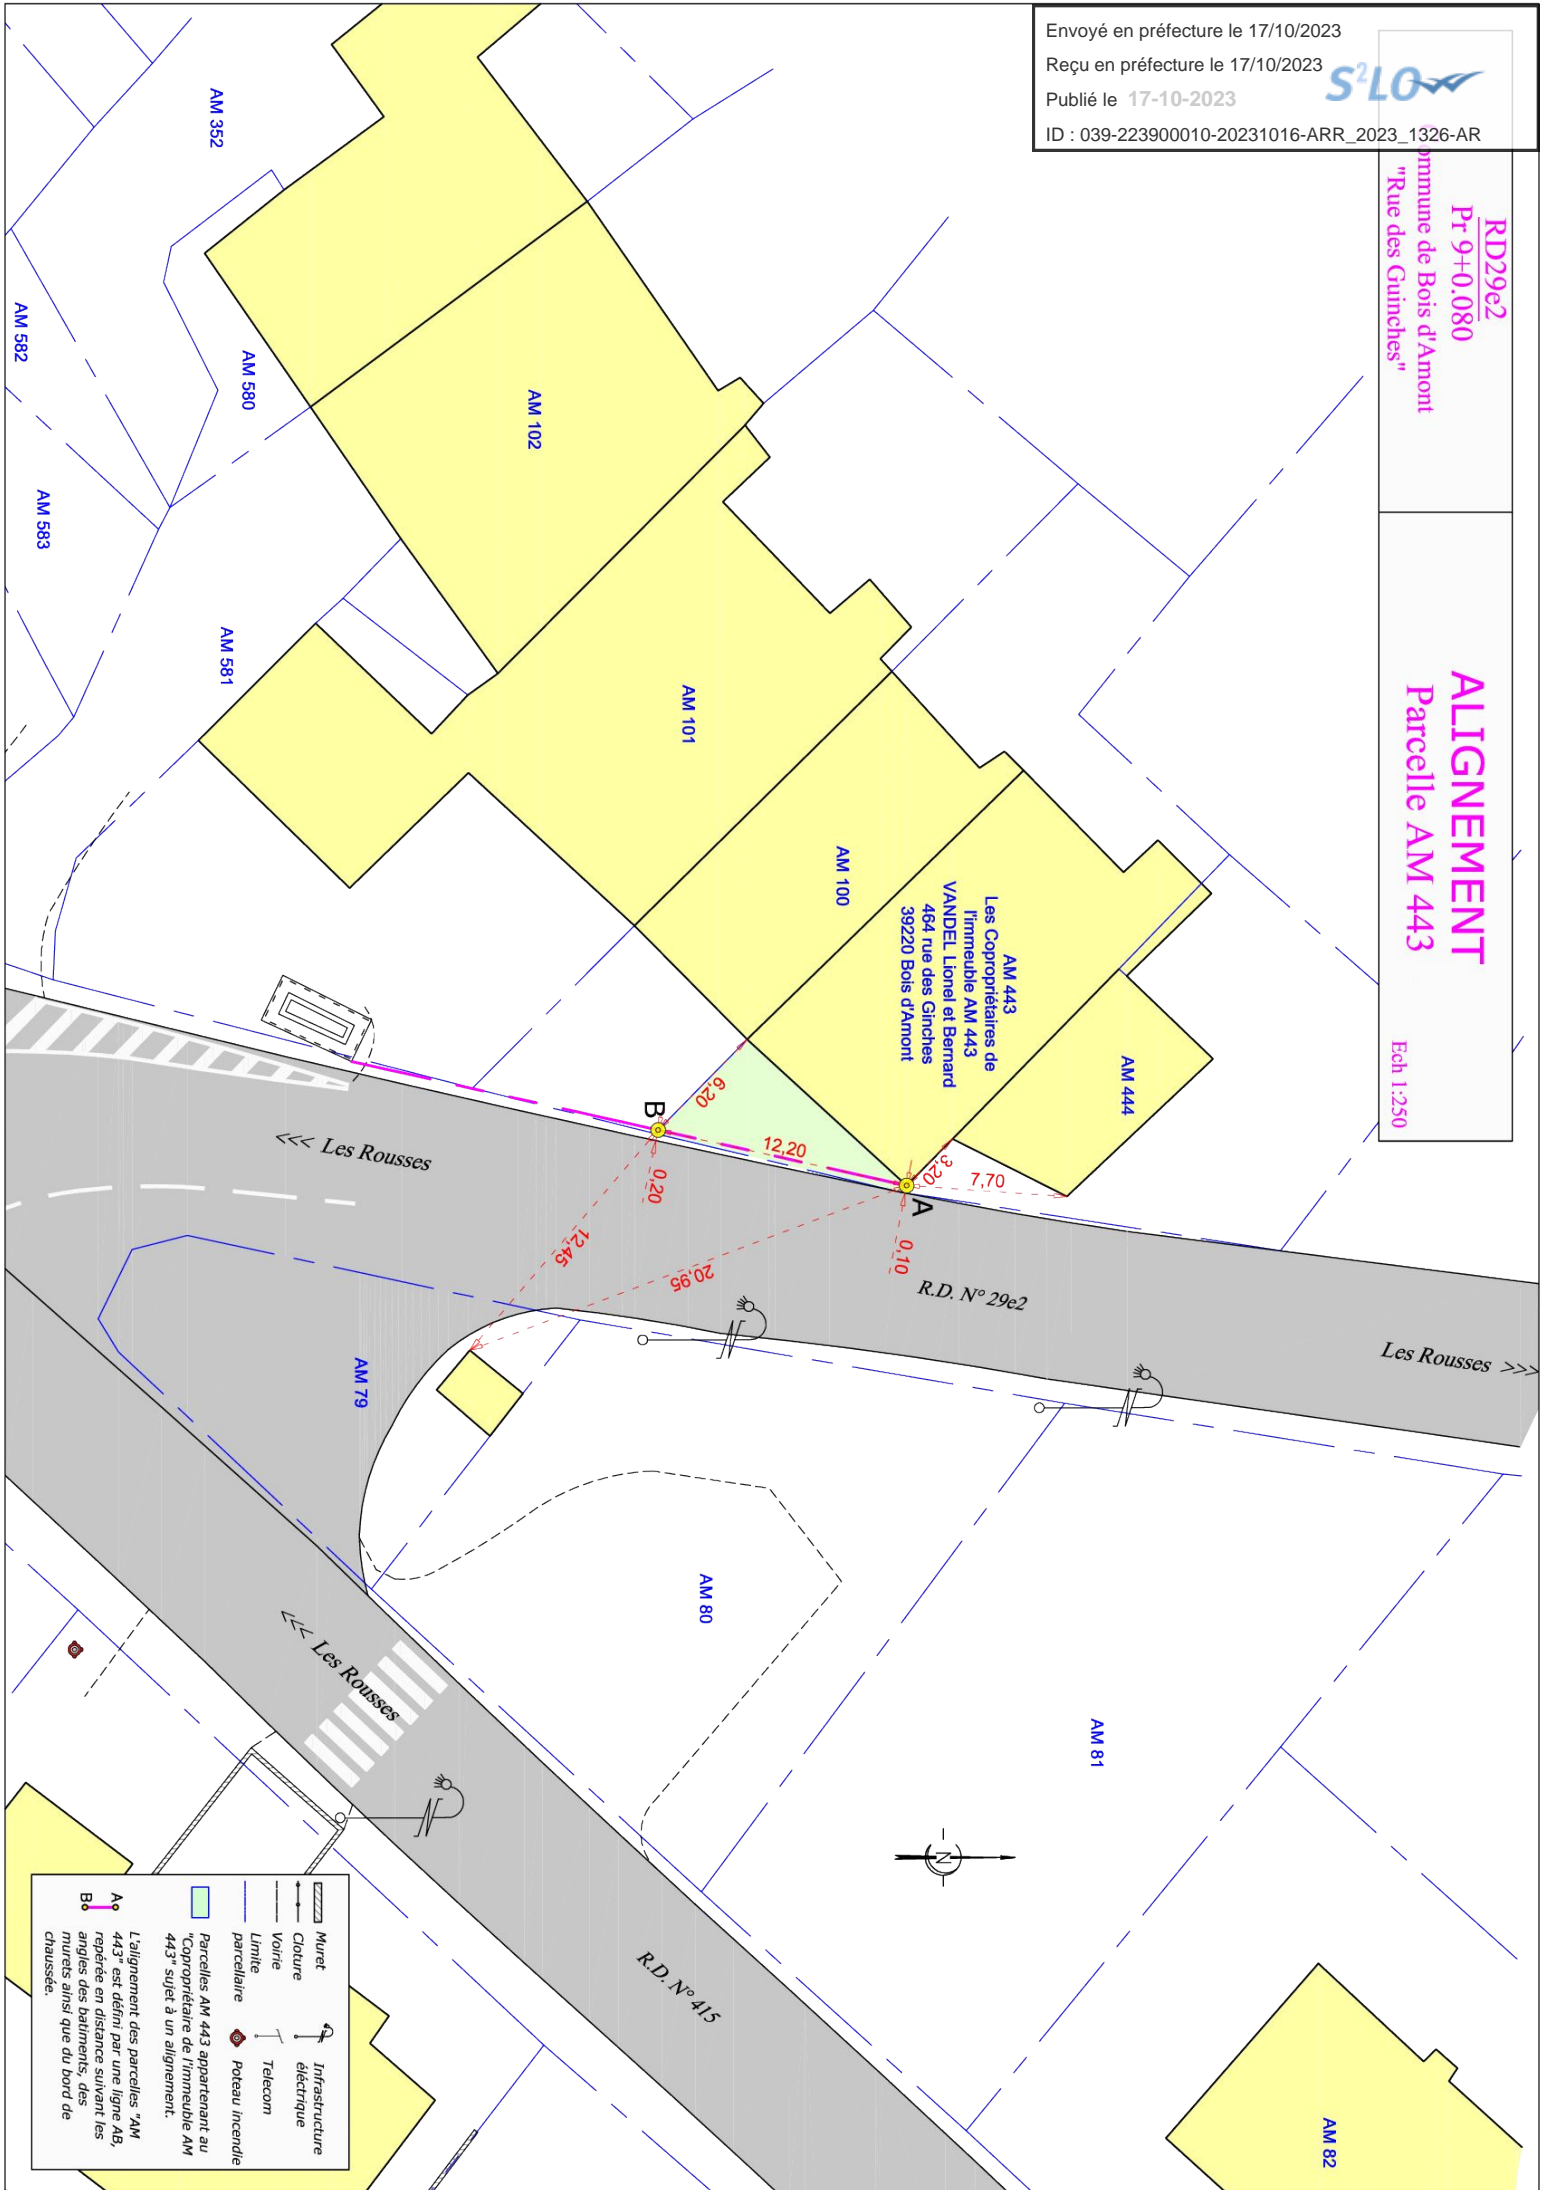 Envoyé en préfecture le 17/10/2023
Reçu en préfecture le 17/10/2023
Publié le 17-10-2023
S²LO
ID : 039-223900010-20231016-ARR_2023_1326-AR
RD29e2
Pr 9+0.080
ommune de Bois d'Amont
"Rue des Guinches"
ALIGNEMENT
Parcelle AM 443
Ech 1:250
AM 352
AM 582
AM 580
AM 583
AM 102
AM 581
AM 101
AM 100
AM 443
Les Copropriétaires de
l'immeuble AM 443
VANDEL Lionel et Bernard
464 rue des Ginches
39220 Bois d'Amont
AM 444
6,20
B
12,20
3,20
7,70
A
0,20
0,10
12,45
20,95
<<< Les Rousses
R.D. N° 29e2
Les Rousses >>>
AM 79
AM 80
AM 81
<<< Les Rousses
N
R.D. N° 415
AM 82
Muret
Cloture
Voirie
Limite
parcellaire
Infrastructure
éléctrique
Telecom
Poteau incendie
Parcelles AM 443 appartenant au
"Copropriétaire de l'immeuble AM
443" sujet à un alignement.
A
B
L'alignement des parcelles "AM
443" est défini par une ligne AB,
repérée en distance suivant les
angles des batiments, des
murets ainsi que du bord de
chaussée.